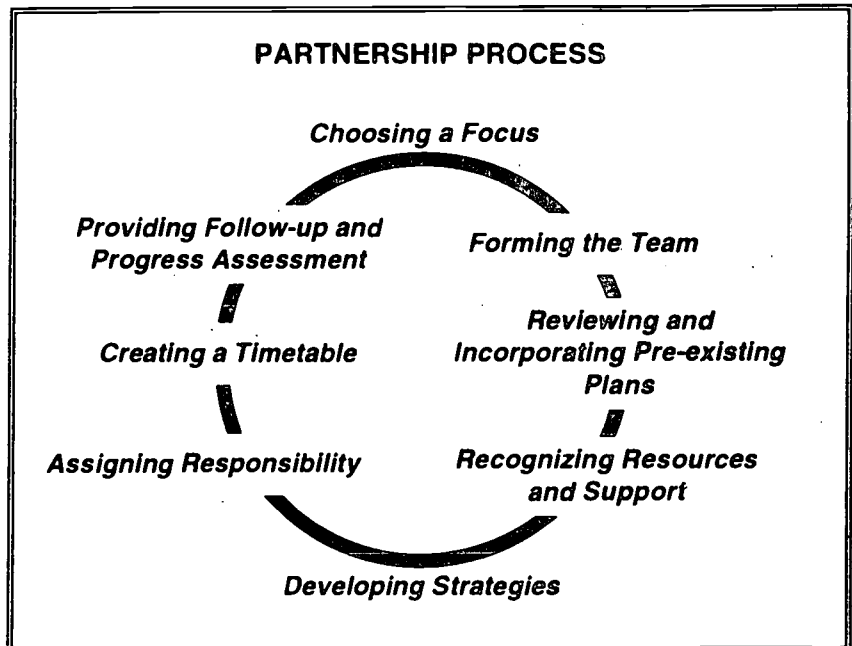 PARTNERSHIP PROCESS
Choosing a Focus
Forming the Team
Reviewing and
Incorporating Pre-existing
Plans
Recognizing Resources
and Support
Developing Strategies
Assigning Responsibility
Creating a Timetable
Providing Follow-up and
Progress Assessment